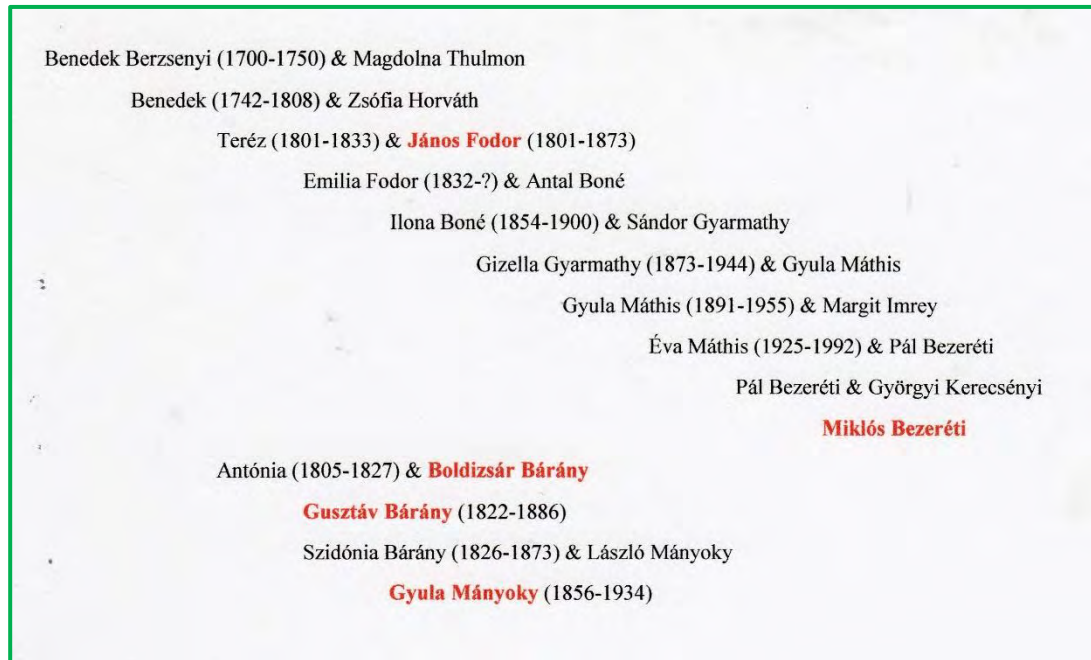 Benedek Berzsenyi (1700-1750) & Magdolna Thulmon
Benedek (1742-1808) & Zsófia Horváth
Teréz (1801-1833) & János Fodor (1801-1873)
Emilia Fodor (1832-?) & Antal Boné
Ilona Boné (1854-1900) & Sándor Gyarmathy
Gizella Gyarmathy (1873-1944) & Gyula Máthis
Gyula Máthis (1891-1955) & Margit Imrey
Éva Máthis (1925-1992) & Pál Bezeréti
Pál Bezeréti & Györgyi Kerecsényi
Miklós Bezeréti
Antónia (1805-1827) & Boldizsár Bárány
Gusztáv Bárány (1822-1886)
Szidónia Bárány (1826-1873) & László Mányoky
Gyula Mányoky (1856-1934)